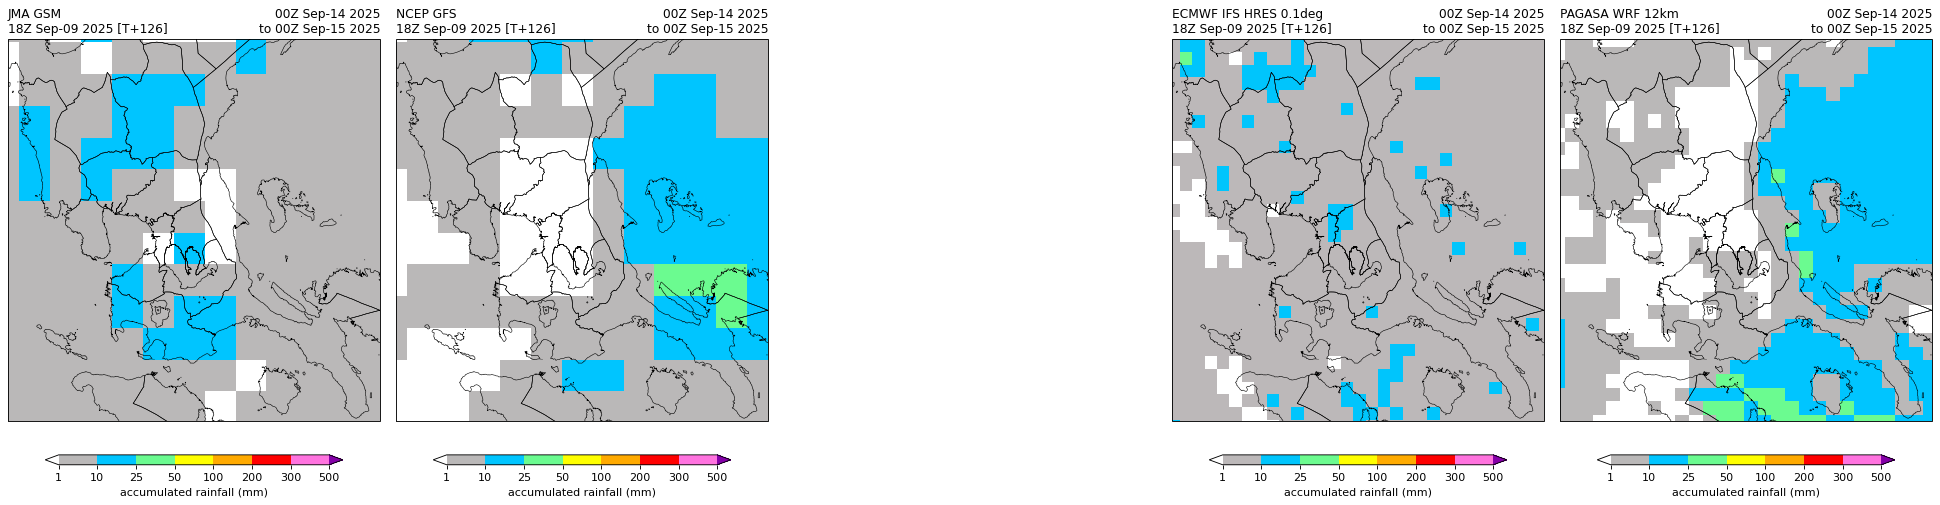 JMA GSM 00Z Sep-14 2025
18Z Sep-09 2025 [T+126] to 00Z Sep-15 2025
1 10 25 50 100 200 300 500
accumulated rainfall (mm)
NCEP GFS 00Z Sep-14 2025
18Z Sep-09 2025 [T+126] to 00Z Sep-15 2025
1 10 25 50 100 200 300 500
accumulated rainfall (mm)
ECMWF IFS HRES 0.1deg 00Z Sep-14 2025
18Z Sep-09 2025 [T+126] to 00Z Sep-15 2025
1 10 25 50 100 200 300 500
accumulated rainfall (mm)
PAGASA WRF 12km 00Z Sep-14 2025
18Z Sep-09 2025 [T+126] to 00Z Sep-15 2025
1 10 25 50 100 200 300 500
accumulated rainfall (mm)